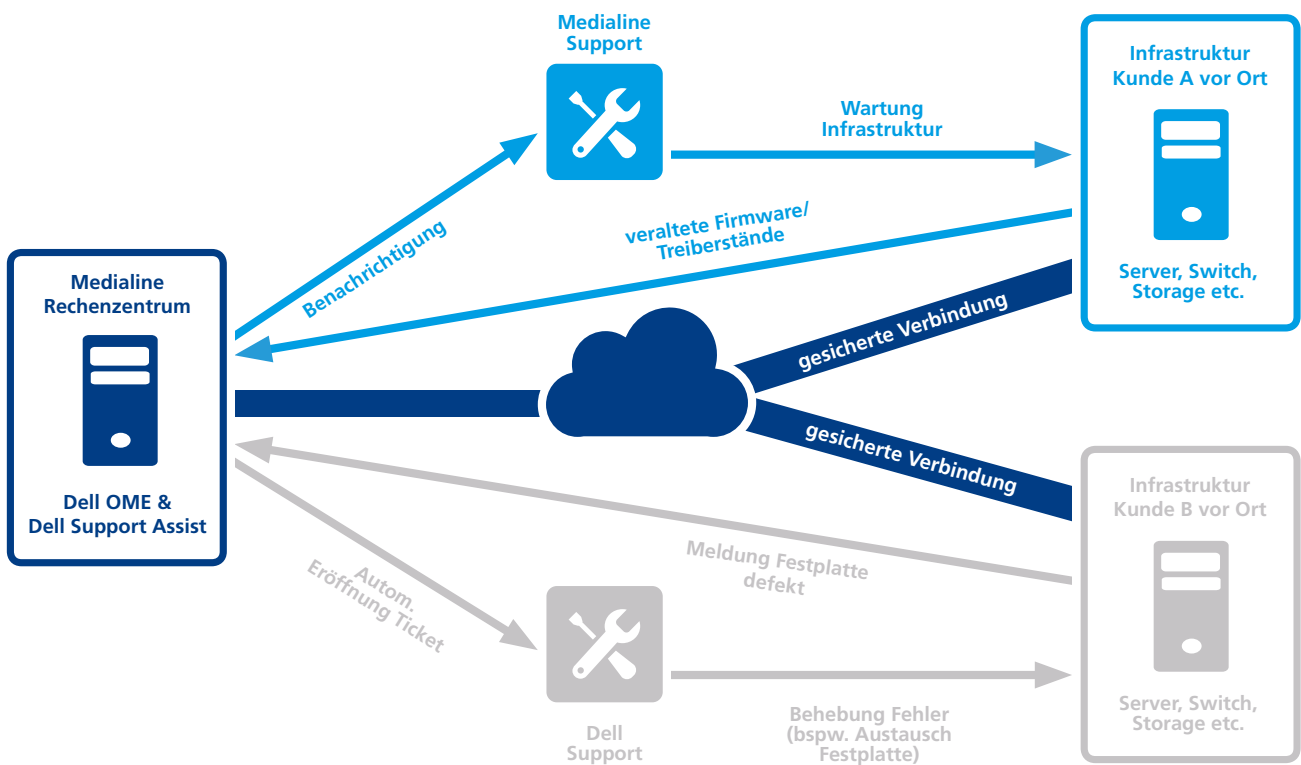 Medialine
Support
Infrastruktur
Kunde A vor Ort
Wartung
Infrastruktur
Server, Switch,
Storage etc.
Benachrichtigung
veraltete Firmware/
Treiberstände
Medialine
Rechenzentrum
Dell OME &
Dell Support Assist
gesicherte Verbindung
gesicherte Verbindung
Infrastruktur
Kunde B vor Ort
Meldung Festplatte
defekt
Autom.
Eröffnung Ticket
Dell
Support
Behebung Fehler
(bspw. Austausch
Festplatte)
Server, Switch,
Storage etc.